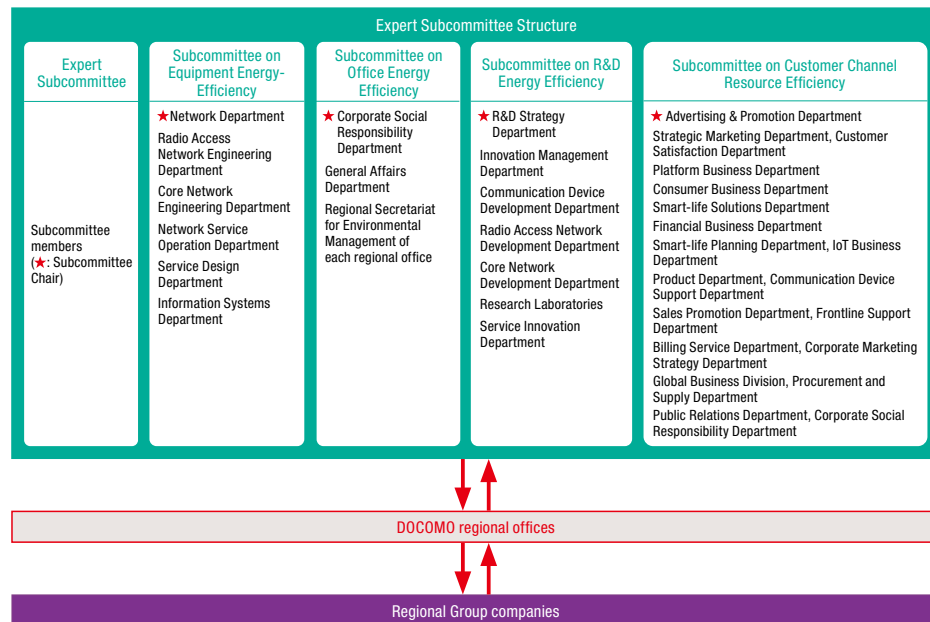 Expert Subcommittee Structure
Expert
Subcommittee
Subcommittee
members
(★: Subcommittee
Chair)
Subcommittee on
Equipment Energy-
Efficiency
★Network Department
Radio Access
Network Engineering
Department
Core Network
Engineering Department
Network Service
Operation Department
Service Design
Department
Information Systems
Department
Subcommittee on
Office Energy
Efficiency
★ Corporate Social
Responsibility
Department
General Affairs
Department
Regional Secretariat
for Environmental
Management of
each regional office
Subcommittee on R&D
Energy Efficiency
★ R&D Strategy
Department
Innovation Management
Department
Communication Device
Development Department
Radio Access Network
Development Department
Core Network
Development Department
Research Laboratories
Service Innovation
Department
Subcommittee on Customer Channel
Resource Efficiency
★ Advertising & Promotion Department
Strategic Marketing Department, Customer
Satisfaction Department
Platform Business Department
Consumer Business Department
Smart-life Solutions Department
Financial Business Department
Smart-life Planning Department, IoT Business
Department
Product Department, Communication Device
Support Department
Sales Promotion Department, Frontline Support
Department
Billing Service Department, Corporate Marketing
Strategy Department
Global Business Division, Procurement and
Supply Department
Public Relations Department, Corporate Social
Responsibility Department
DOCOMO regional offices
Regional Group companies